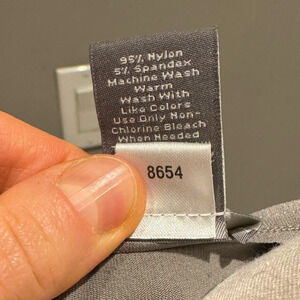 95% Nylon
5% Spandex
Machine Wash
Warm
Wash With
Like Colors
Use Only Non-
Chlorine Bleach
When Needed
8654